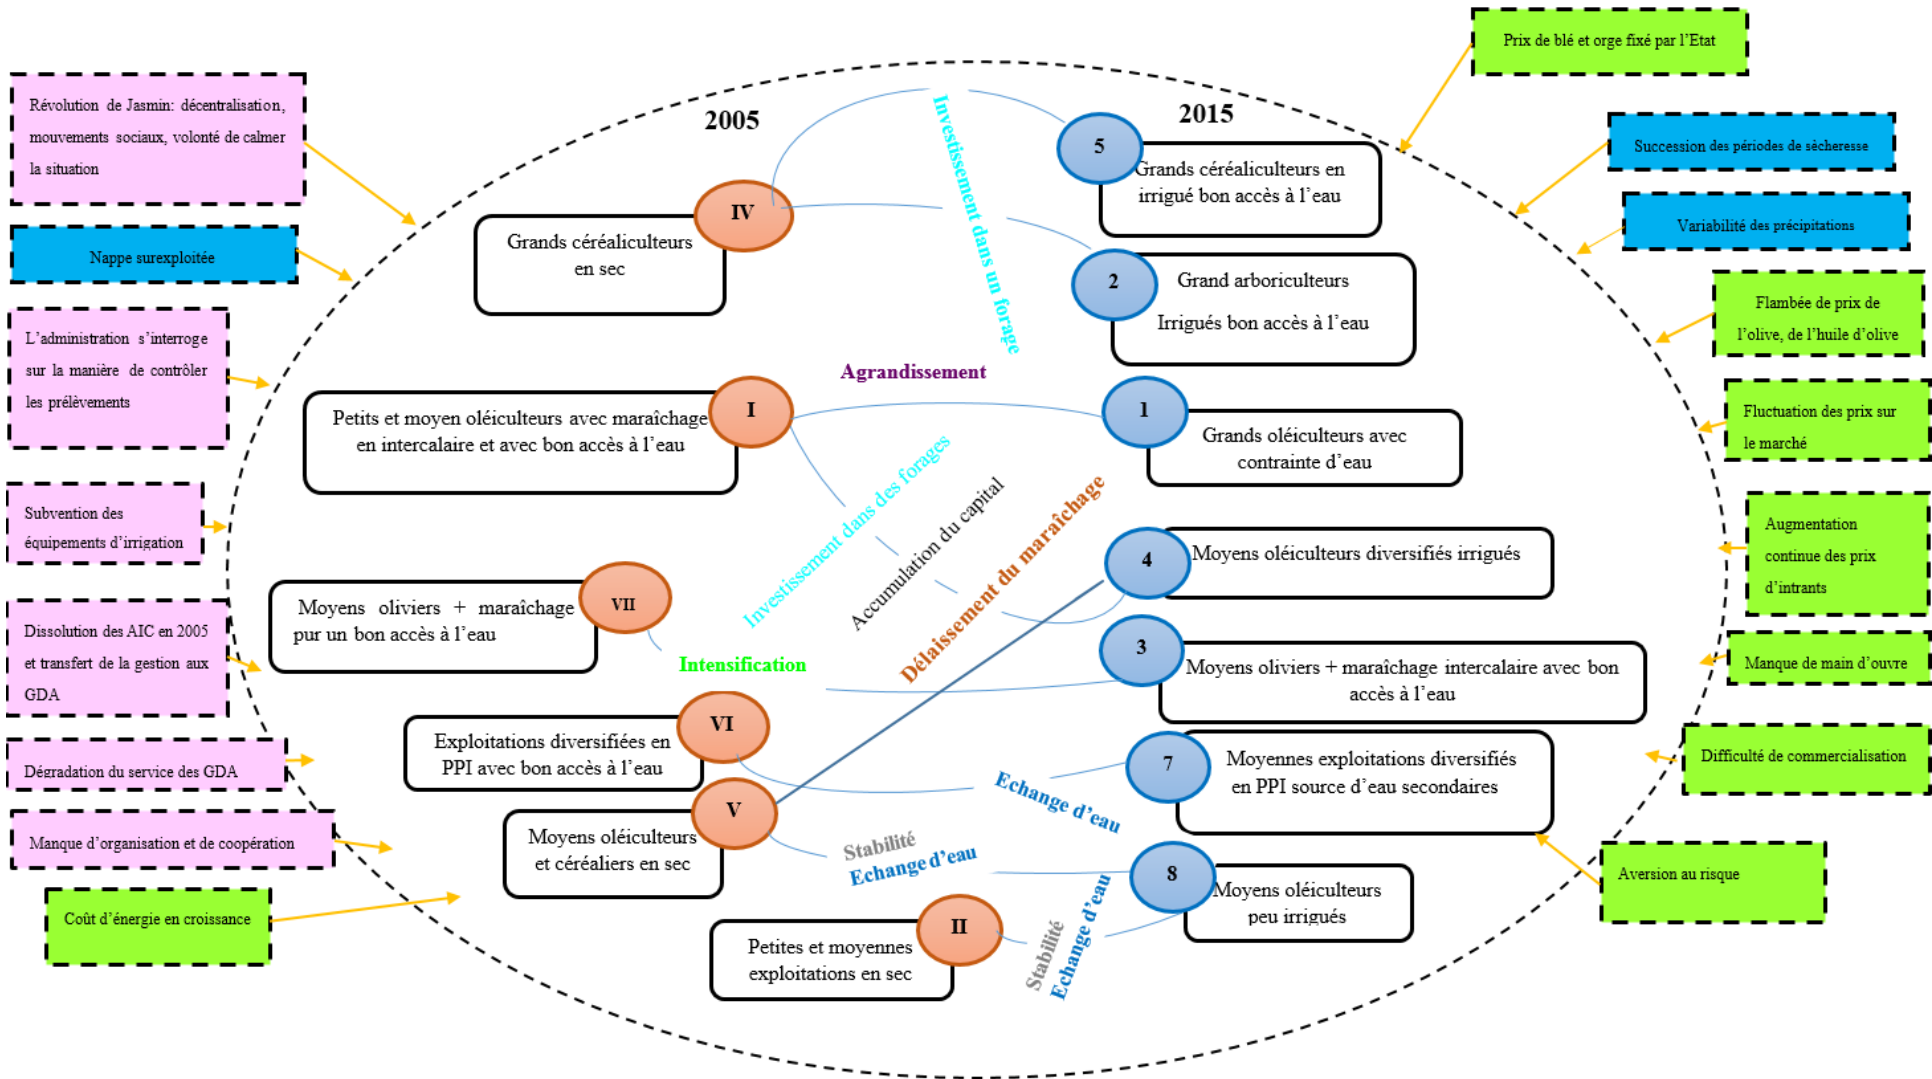 Prix de blé et orge fixé par l'Etat
Révolution de Jasmin: décentralisation,
mouvements sociaux, volonté de calmer
la situation
Nappe surexploitée
L'administration s'interroge
sur la manière de contrôler
les prélèvements
Subvention des
équipements d'irrigation
Dissolution des AIC en 2005
et transfert de la gestion aux
GDA
Dégradation du service des GDA
Manque d'organisation et de coopération
Coût d'énergie en croissance
2005
IV
Grands céréaliculteurs
en sec
I
Petits et moyen oléiculteurs avec maraîchage
en intercalaire et avec bon accès à l'eau
VII
Moyens oliviers + maraîchage
pur un bon accès à l'eau
VI
Exploitations diversifiées en
PPI avec bon accès à l'eau
V
Moyens oléiculteurs
et céréaliers en sec
II
Petites et moyennes
exploitations en sec
Investissement dans un forage
Agrandissement
Investissement dans des forages
Accumulation du capital
Délaissement du maraîchage
Intensification
Echange d'eau
Stabilité
Echange d'eau
Stabilité
Echange d'eau
2015
5
Grands céréaliculteurs en
irrigué bon accès à l'eau
2
Grand arboriculteurs
Irrigués bon accès à l'eau
1
Grands oléiculteurs avec
contrainte d'eau
4
Moyens oléiculteurs diversifiés irrigués
3
Moyens oliviers + maraîchage intercalaire avec bon
accès à l'eau
7
Moyennes exploitations diversifiés
en PPI source d'eau secondaires
8
Moyens oléiculteurs
peu irrigués
Succession des périodes de sècheresse
Variabilité des précipitations
Flambée de prix de
l'olive, de l'huile d'olive
Fluctuation des prix sur
le marché
Augmentation
continue des prix
d'intrants
Manque de main d'ouvre
Difficulté de commercialisation
Aversion au risque